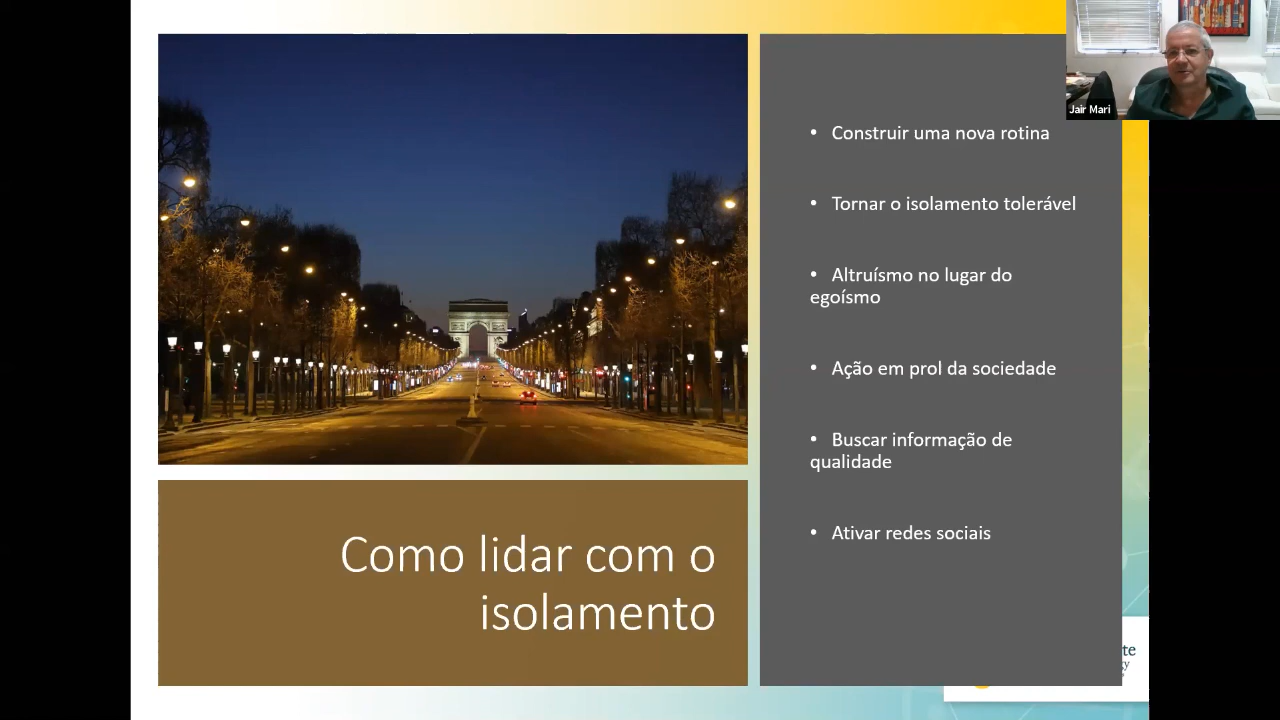 Jair Mari
• Construir uma nova rotina
• Tornar o isolamento tolerável
• Altruísmo no lugar do
egoísmo
• Ação em prol da sociedade
• Buscar informação de
qualidade
• Ativar redes sociais
Como lidar com o
isolamento